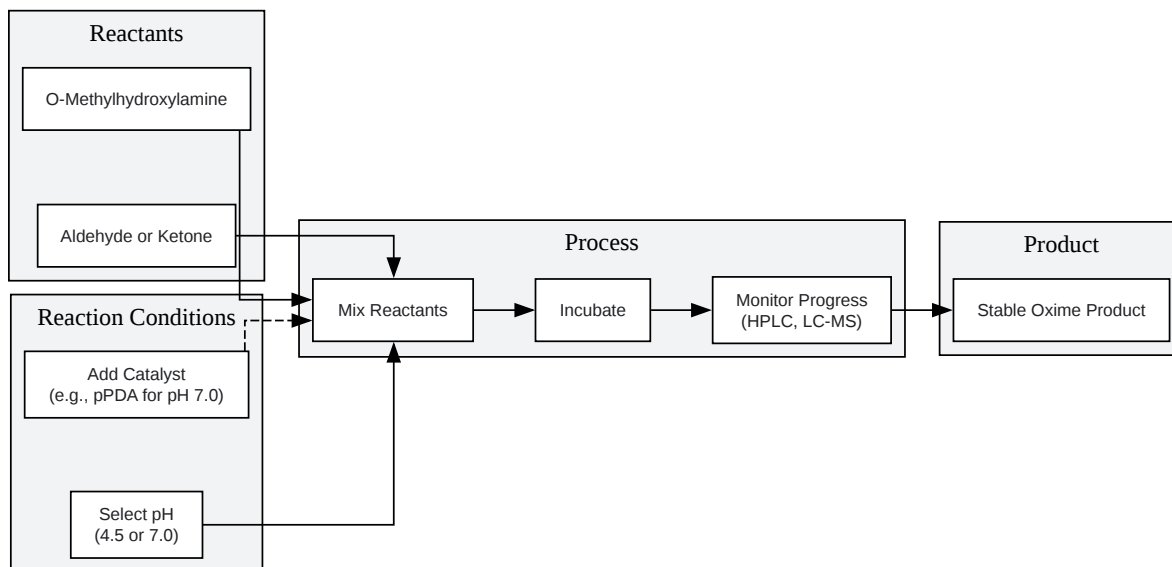 Reactants
O-Methylhydroxylamine
Aldehyde or Ketone
Reaction Conditions
Add Catalyst
(e.g., pPDA for pH 7.0)
Select pH
(4.5 or 7.0)
Process
Mix Reactants
Incubate
Monitor Progress
(HPLC, LC-MS)
Product
Stable Oxime Product